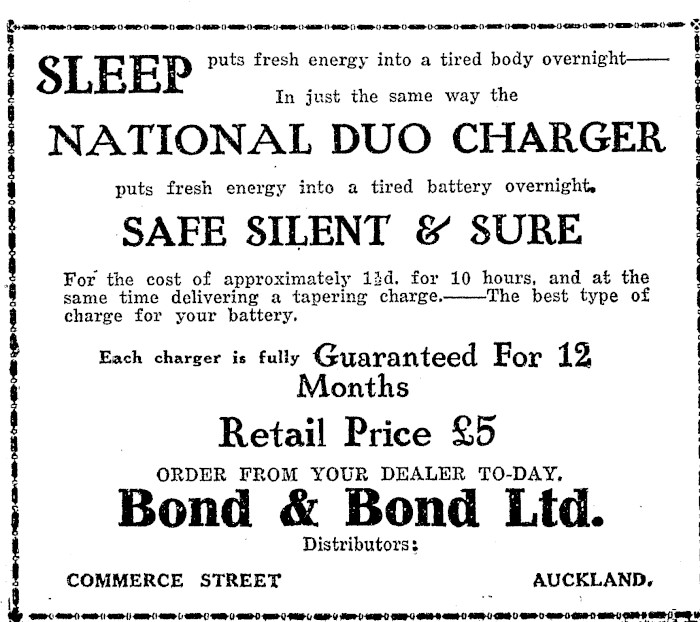 SLEEP puts fresh energy into a tired body overnight——
In just the same way the
NATIONAL DUO CHARGER
puts fresh energy into a tired battery overnight.
SAFE SILENT & SURE
For the cost of approximately 1½d. for 10 hours, and at the
same time delivering a tapering charge.——The best type of
charge for your battery.
Each charger is fully Guaranteed For 12
Months
Retail Price £5
ORDER FROM YOUR DEALER TO-DAY.
Bond & Bond Ltd.
Distributors:
COMMERCE STREET AUCKLAND.